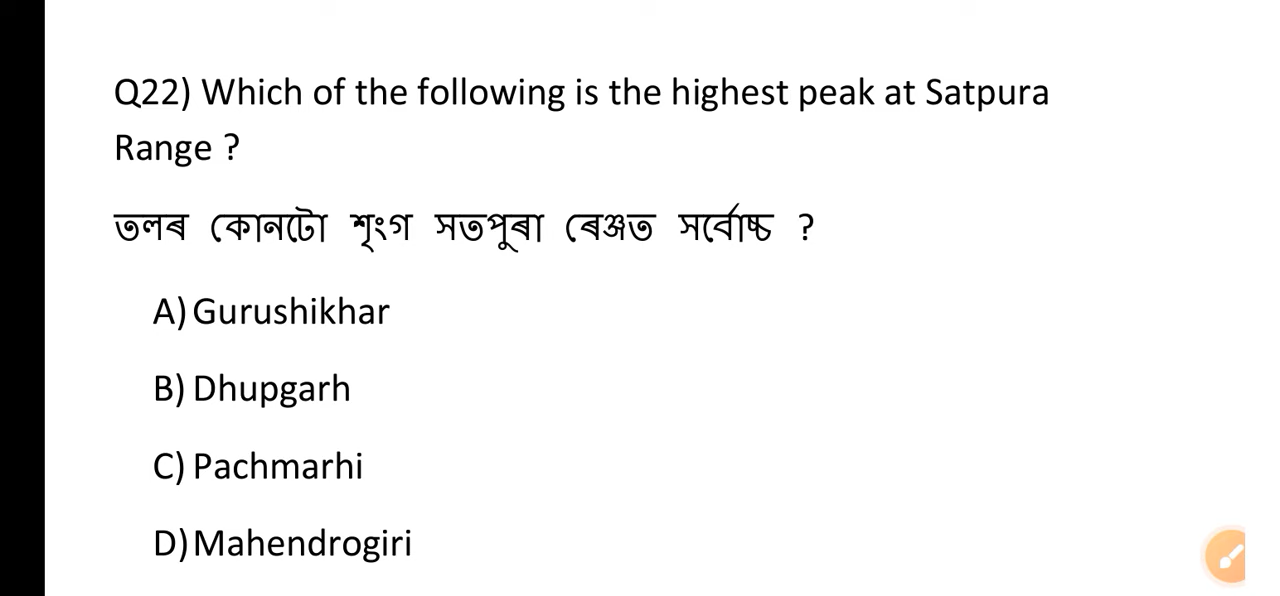 Q22) Which of the following is the highest peak at Satpura
Range ?
তলৰ কোনটো শৃংগ সতপুৰা ৰেঞ্জত সৰ্বোচ্চ ?
A) Gurushikhar
B) Dhupgarh
C) Pachmarhi
D) Mahendrogiri